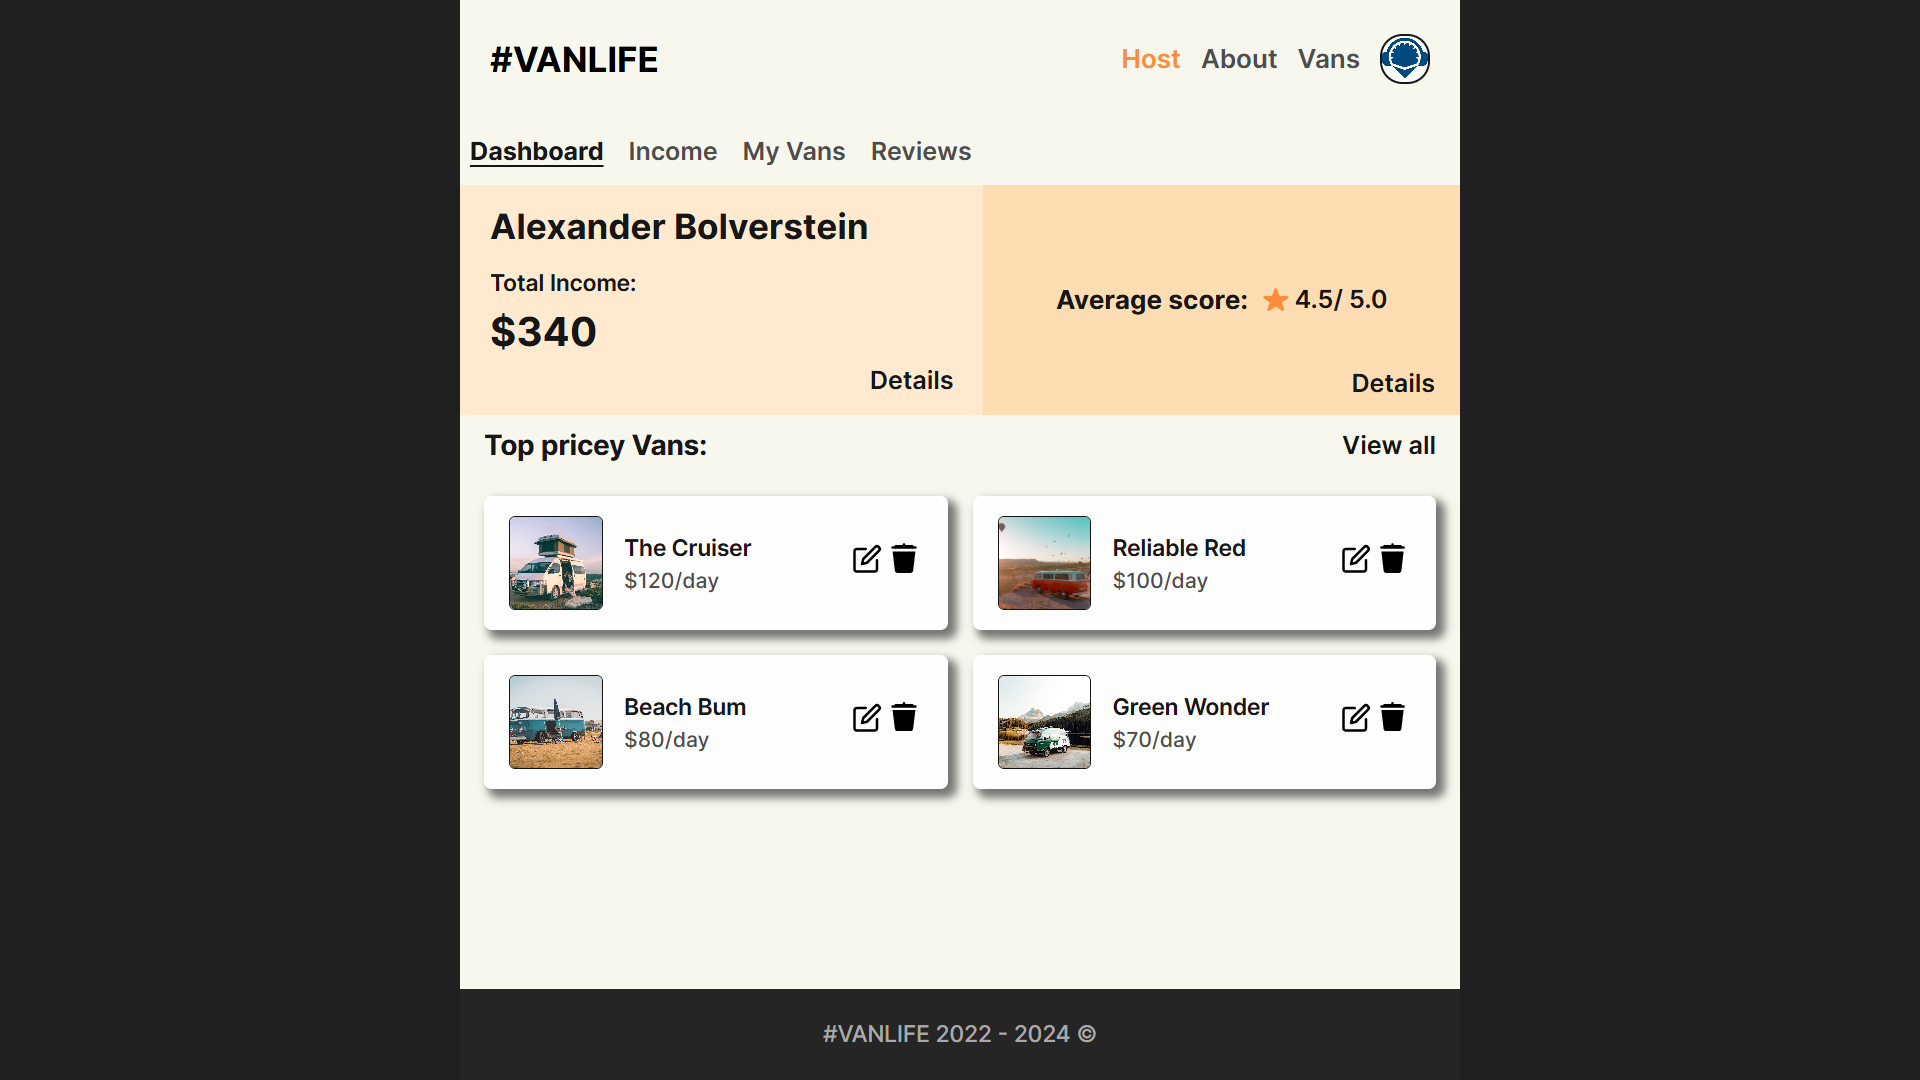 #VANLIFE
Host About Vans
Dashboard Income My Vans Reviews
Alexander Bolverstein
Total Income:
$340
Details
Average score: 4.5/ 5.0
Details
Top pricey Vans:
View all
The Cruiser
$120/day
Reliable Red
$100/day
Beach Bum
$80/day
Green Wonder
$70/day
#VANLIFE 2022 - 2024 ©